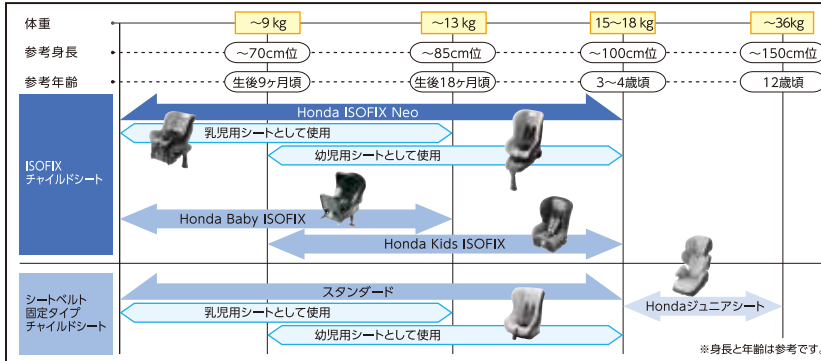 体重 ～9 kg ～13 kg 15～18 kg ～36kg
参考身長 ～70cm位 ～85cm位 ～100cm位 ～150cm位
参考年齢 生後9ヶ月頃 生後18ヶ月頃 3～4歳頃 12歳頃
ISOFIX
チャイルドシート
Honda ISOFIX Neo
乳児用シートとして使用
幼児用シートとして使用
Honda Baby ISOFIX
Honda Kids ISOFIX
シートベルト
固定タイプ
チャイルドシート
スタンダード
乳児用シートとして使用
幼児用シートとして使用
Hondaジュニアシート
※身長と年齢は参考です。